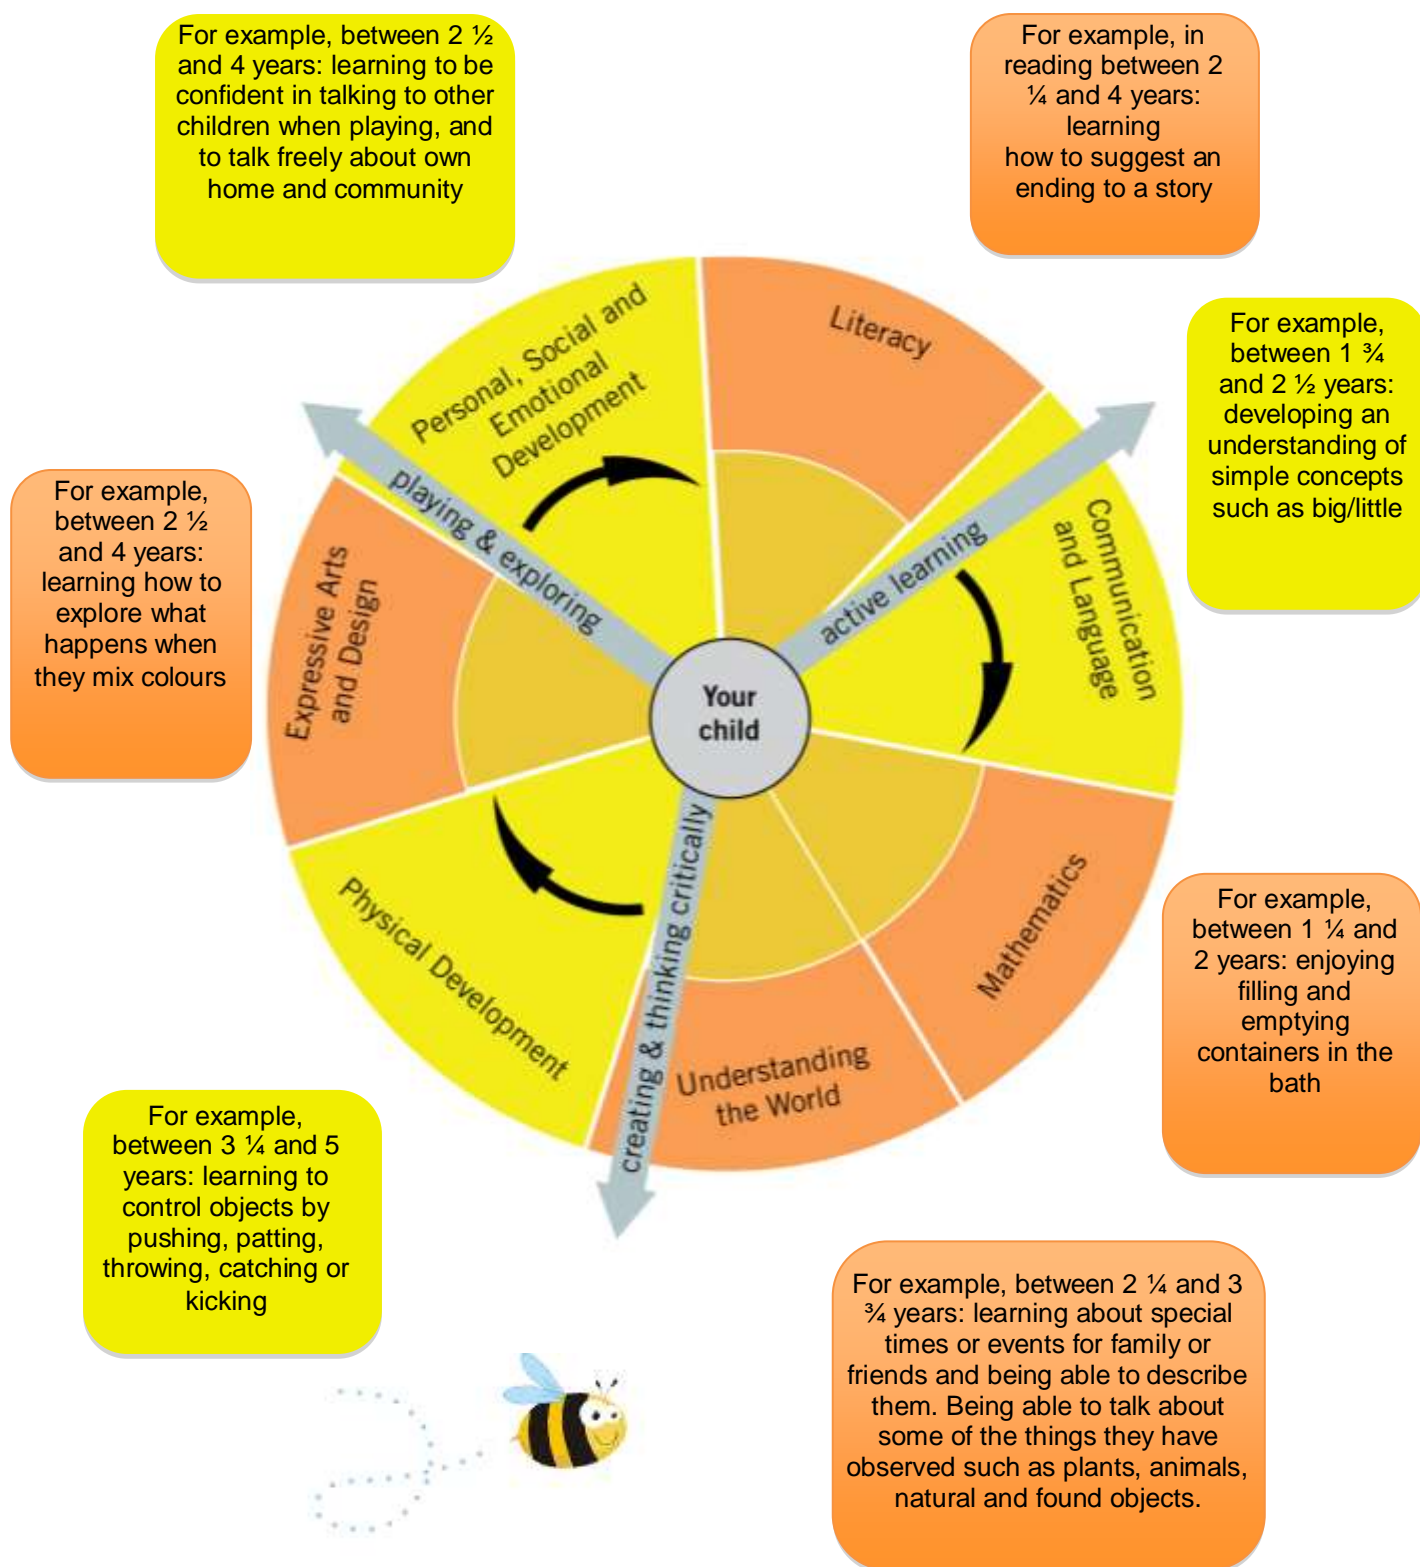 For example, between 2 ½
and 4 years: learning to be
confident in talking to other
children when playing, and
to talk freely about own
home and community
For example, in
reading between 2
¼ and 4 years:
learning
how to suggest an
ending to a story
For example,
between 1 ¾
and 2 ½ years:
developing an
understanding of
simple concepts
such as big/little
Personal, Social and
Emotional
Development
Literacy
playing & exploring
active learning
Communication
and Language
For example,
between 2 ½
and 4 years:
learning how to
explore what
happens when
they mix colours
Expressive Arts
and Design
Your
child
Mathematics
Physical Development
creating & thinking critically
Understanding
the World
For example,
between 1 ¼ and
2 years: enjoying
filling and
emptying
containers in the
bath
For example,
between 3 ¼ and 5
years: learning to
control objects by
pushing, patting,
throwing, catching or
kicking
For example, between 2 ¼ and 3
¾ years: learning about special
times or events for family or
friends and being able to describe
them. Being able to talk about
some of the things they have
observed such as plants, animals,
natural and found objects.